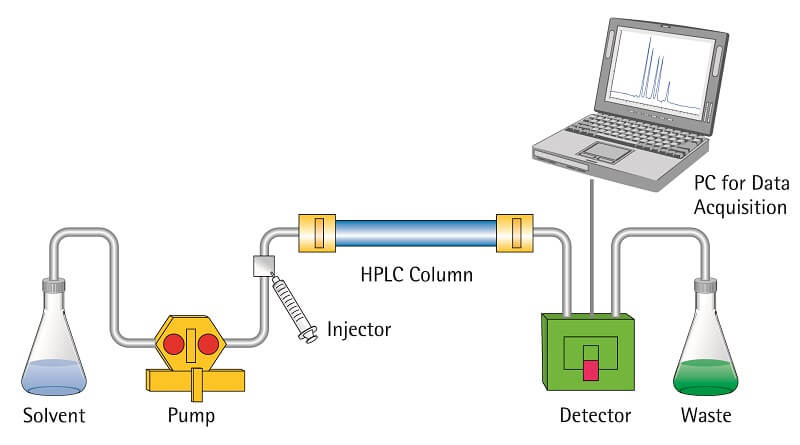 PC for Data
Acquisition
HPLC Column
Injector
Solvent
Pump
Detector
Waste